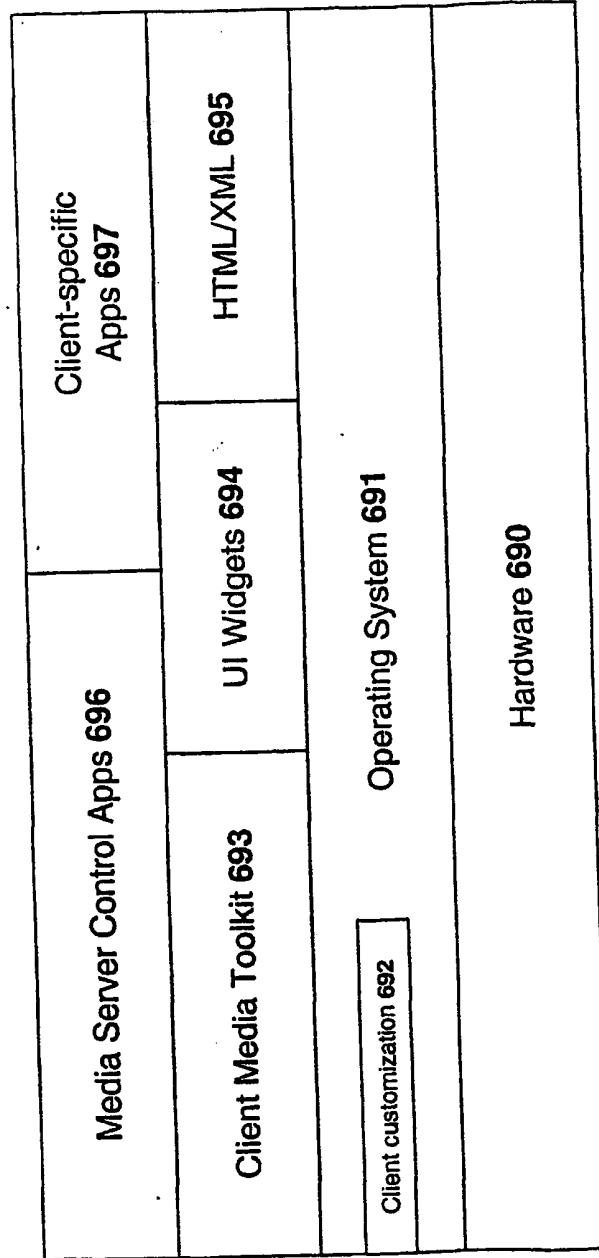 Media Server Control Apps 696
Client-specific
Apps 697
Client Media Toolkit 693
UI Widgets 694
HTML/XML 695
Client customization 692
Operating System 691
Hardware 690